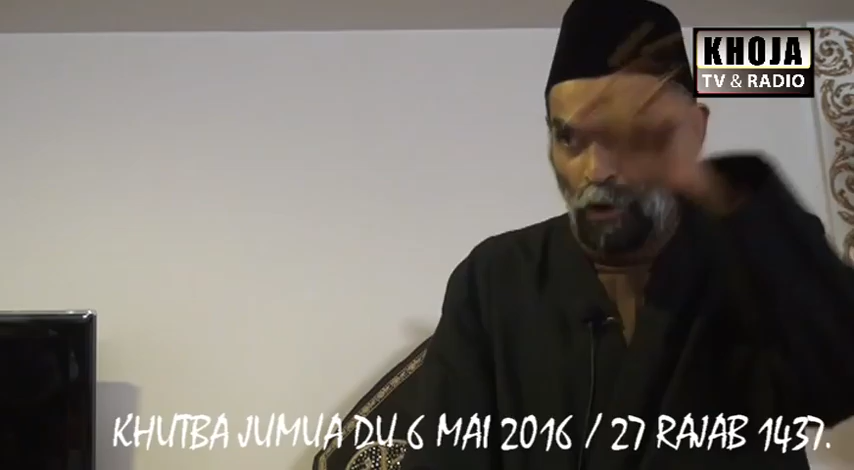 KHOJA
TV & RADIO
KHUTBA JUMUA DU 6 MAI 2016 / 27 RAJAB 1437.